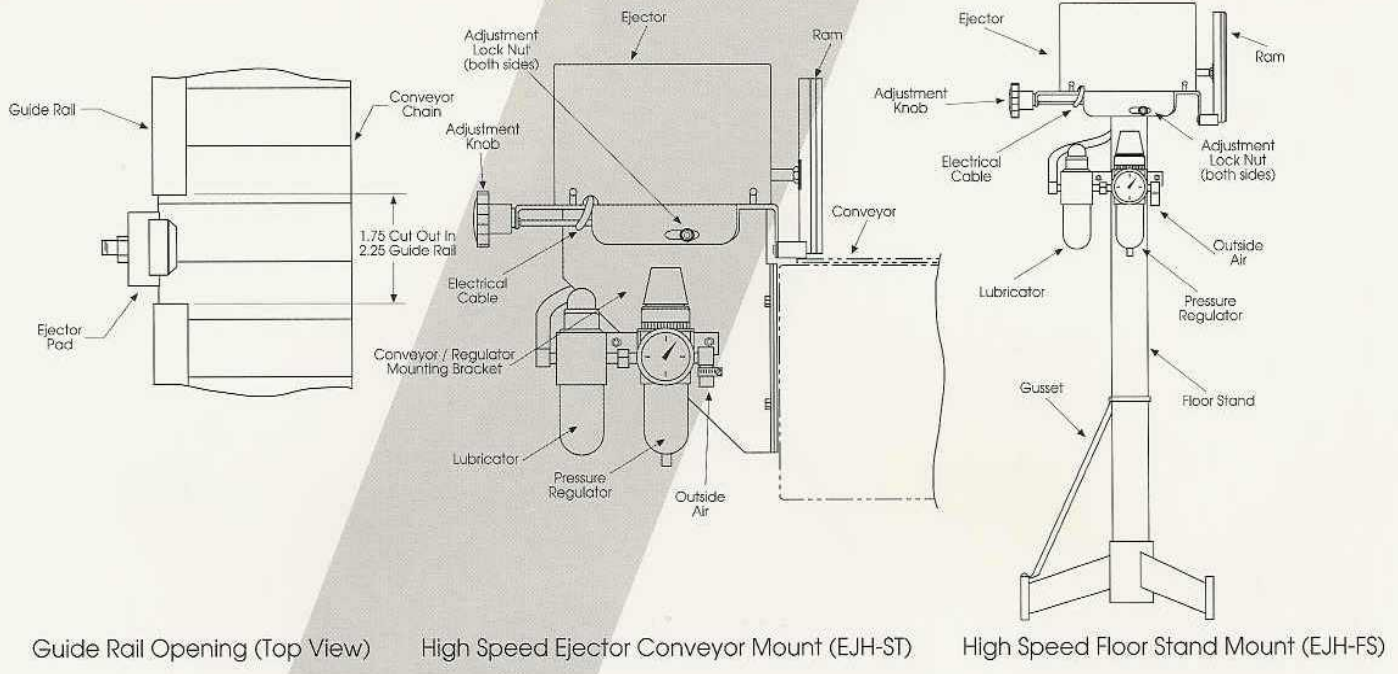 Guide Rail
Conveyor
Chain
1.75 Cut Out In
2.25 Guide Rail
Ejector
Pad
Guide Rail Opening (Top View)
Ejector
Adjustment
Lock Nut
(both sides)
Ram
Adjustment
Knob
Conveyor
Electrical
Cable
Conveyor / Regulator
Mounting Bracket
Lubricator
Pressure
Regulator
Outside
Air
High Speed Ejector Conveyor Mount (EJH-ST)
Ejector
Ram
Adjustment
Knob
Electrical
Cable
Adjustment
Lock Nut
(both sides)
Outside
Air
Lubricator
Pressure
Regulator
Gusset
Floor Stand
High Speed Floor Stand Mount (EJH-FS)